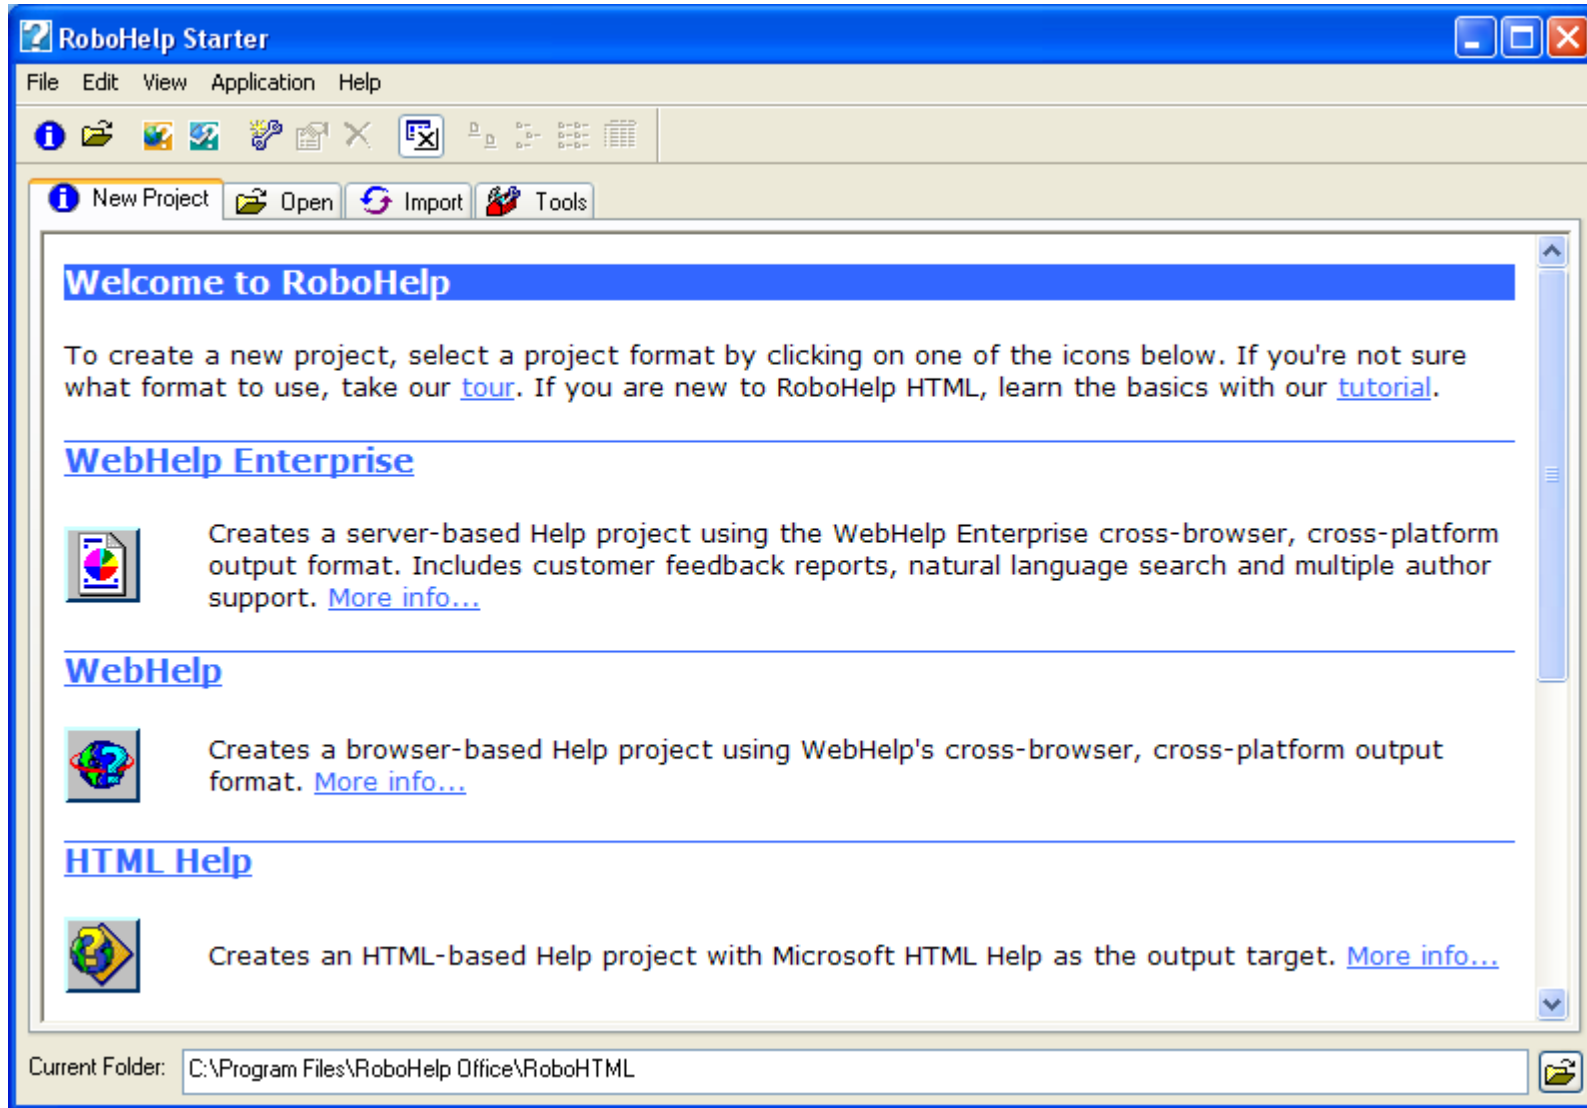 RoboHelp Starter
File Edit View Application Help
New Project Open Import Tools
Welcome to RoboHelp
To create a new project, select a project format by clicking on one of the icons below. If you're not sure
what format to use, take our tour. If you are new to RoboHelp HTML, learn the basics with our tutorial.
WebHelp Enterprise
Creates a server-based Help project using the WebHelp Enterprise cross-browser, cross-platform
output format. Includes customer feedback reports, natural language search and multiple author
support. More info...
WebHelp
Creates a browser-based Help project using WebHelp's cross-browser, cross-platform output
format. More info...
HTML Help
Creates an HTML-based Help project with Microsoft HTML Help as the output target. More info...
Current Folder: C:\Program Files\RoboHelp Office\RoboHTML